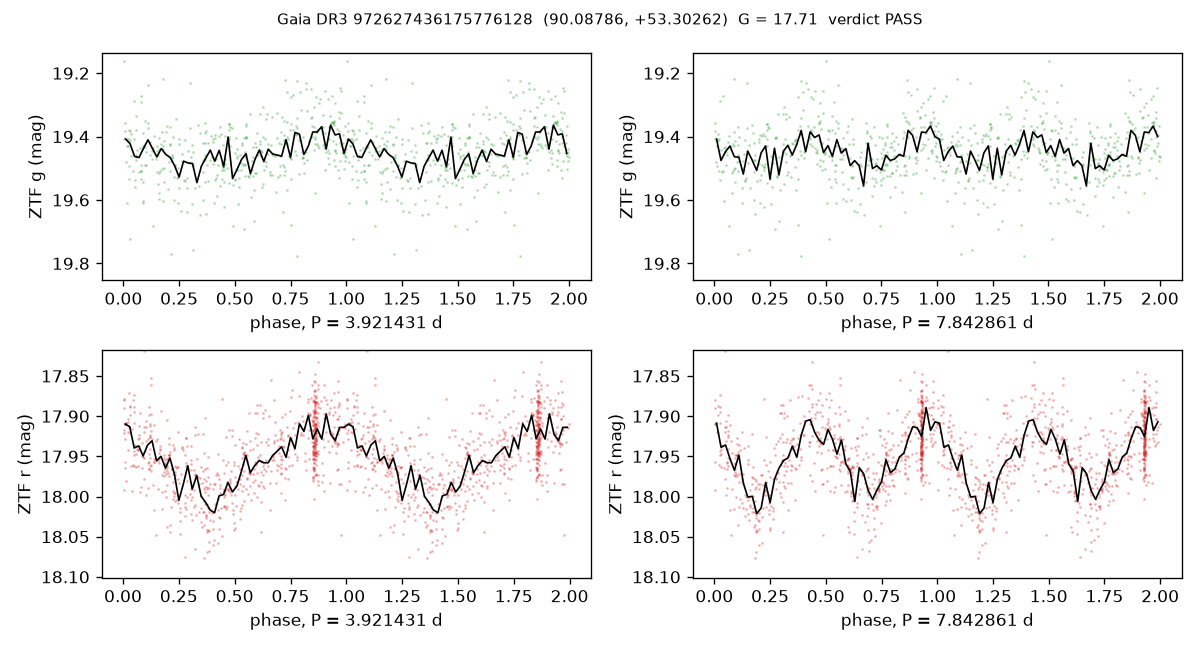 Gaia DR3 972627436175776128 (90.08786, +53.30262) G = 17.71 verdict PASS
ZTF g (mag)
19.2
19.4
19.6
19.8
0.00 0.25 0.50 0.75 1.00 1.25 1.50 1.75 2.00
phase, P = 3.921431 d
ZTF g (mag)
19.2
19.4
19.6
19.8
0.00 0.25 0.50 0.75 1.00 1.25 1.50 1.75 2.00
phase, P = 7.842861 d
ZTF r (mag)
17.85
17.90
17.95
18.00
18.05
18.10
0.00 0.25 0.50 0.75 1.00 1.25 1.50 1.75 2.00
phase, P = 3.921431 d
ZTF r (mag)
17.85
17.90
17.95
18.00
18.05
18.10
0.00 0.25 0.50 0.75 1.00 1.25 1.50 1.75 2.00
phase, P = 7.842861 d